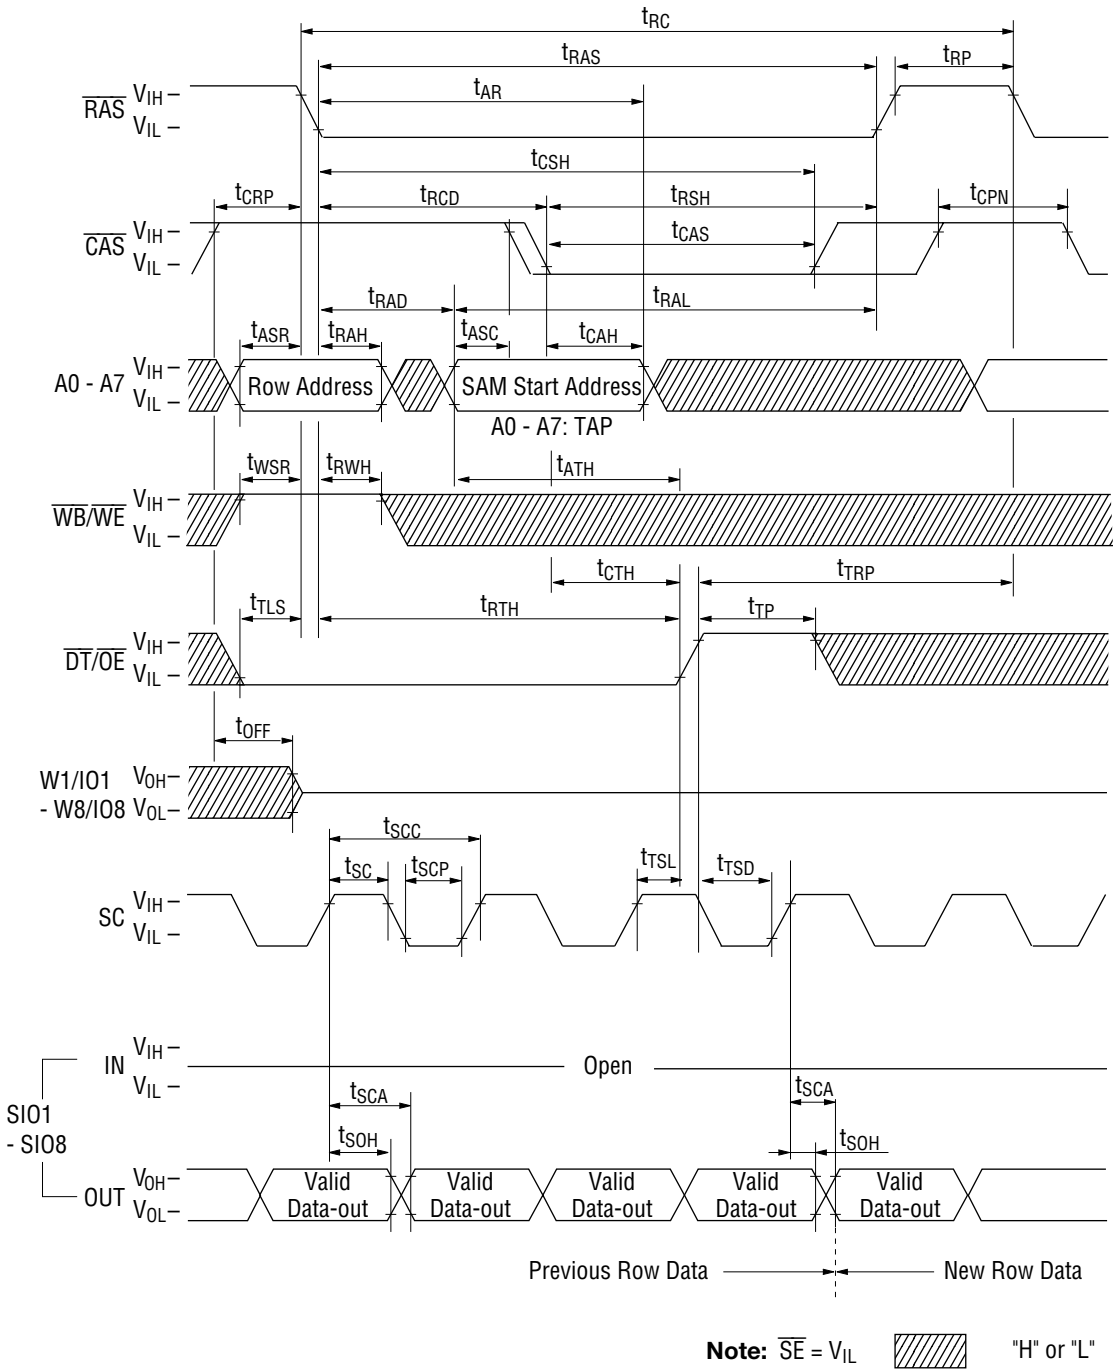 tRC
tRAS
tRP
tAR
RAS VIH
VIL
tCSH
tCRP
tRCD
tRSH
tCPN
CAS VIH
VIL
tCAS
tRAD
tRAL
tASR
tRAH
tASC
tCAH
A0 - A7 VIH
VIL
Row Address
SAM Start Address
A0 - A7: TAP
tWSR
tRWH
tATH
WB/WE VIH
VIL
tCTH
tTRP
tTLS
tRTH
tTP
DT/OE VIH
VIL
tOFF
W1/IO1 VOH
- W8/IO8 VOL
tSCC
tSC
tSCP
tTSL
tTSD
SC VIH
VIL
IN VIH
VIL
Open
tSCA
tSCA
SIO1
- SIO8
tSOH
tSOH
OUT VOH
VOL
Valid Data-out
Valid Data-out
Valid Data-out
Valid Data-out
Valid Data-out
Previous Row Data
New Row Data
Note: SE = VIL
"H" or "L"